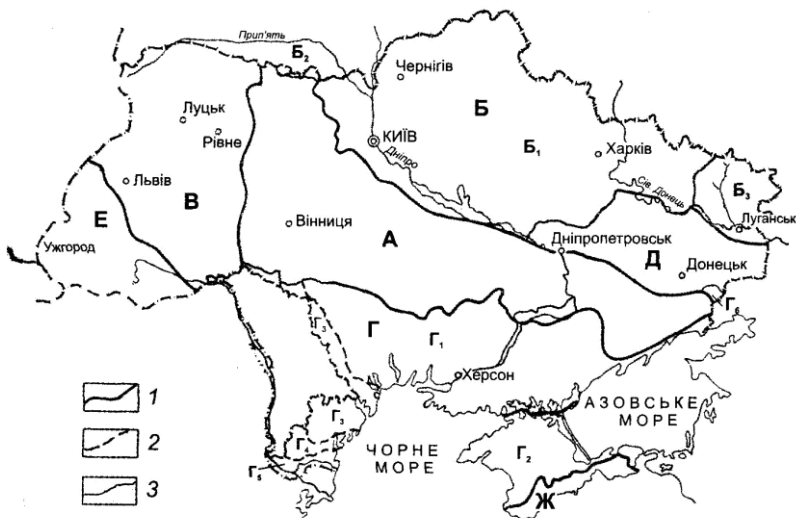 Прип'ять
Б₂
Чернігів
Луцьк
Рівне
Б
КИЇВ
Б₁
Харків
Дніпро
Львів
В
Сів. Донець
Б₃
Е
Луганськ
Вінниця
Ужгород
А
Дніпропетровськ
Д
Донецьк
Г₃
Г
Г₁
Г₆
Херсон
1
АЗОВСЬКЕ
МОРЕ
2
Г₃
ЧОРНЕ
МОРЕ
Г₂
Г₅
3
Ж